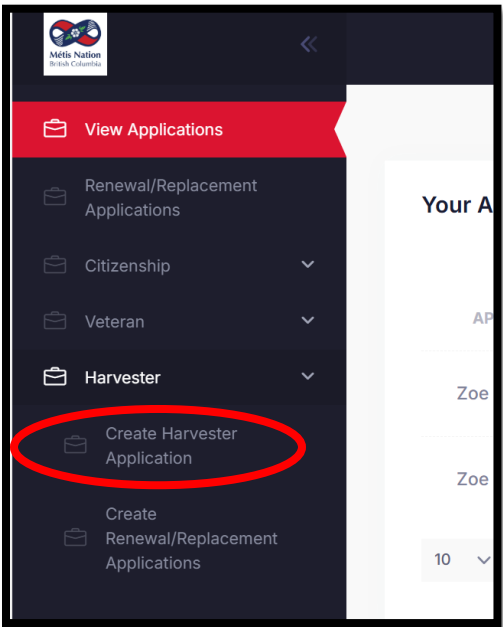 Métis Nation
British Columbia
View Applications
Renewal/Replacement
Applications
Citizenship
Veteran
Harvester
Create Harvester
Application
Create
Renewal/Replacement
Applications
Your A
AP
Zoe
Zoe
10